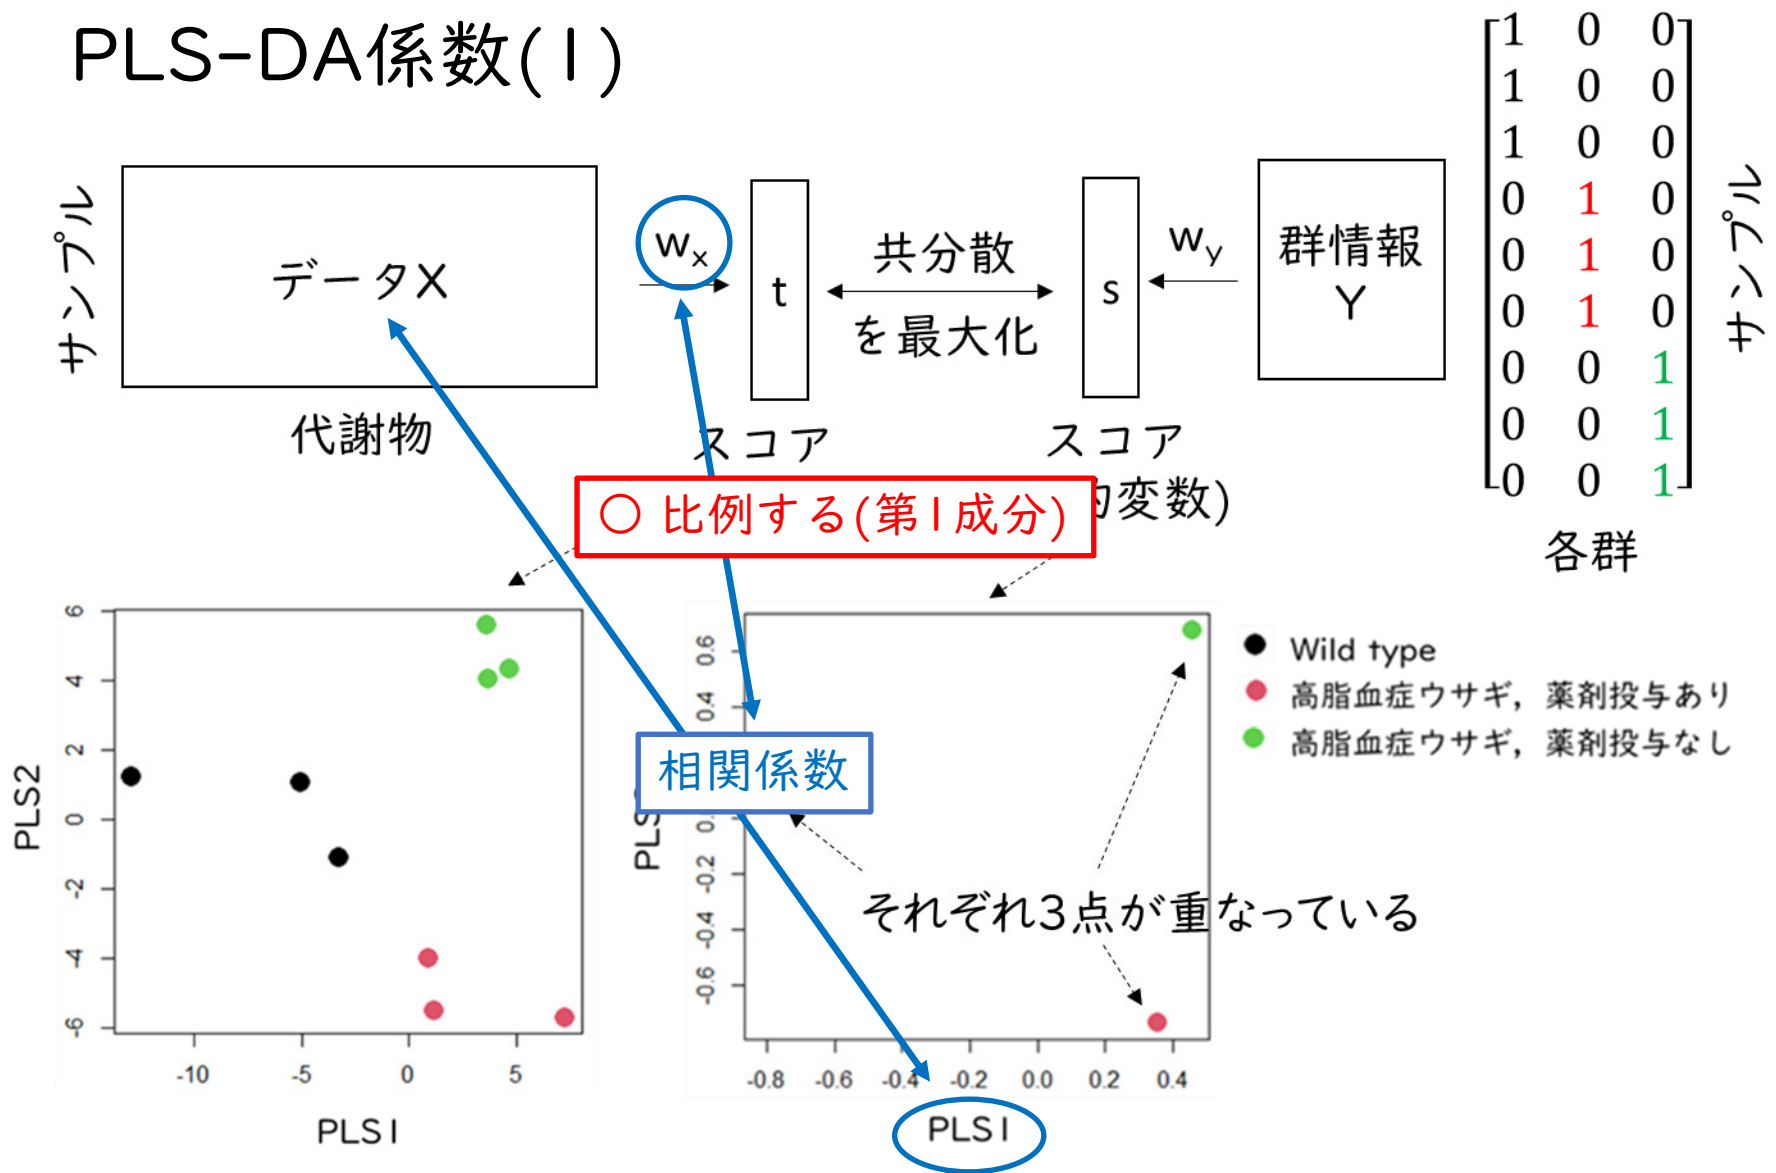 PLS-DA係数(1)
1 0 0
1 0 0
1 0 0
0 1 0
0 1 0
0 1 0
0 0 1
0 0 1
0 0 1
サンプル
データX
代謝物
wx
t
スコア
共分散
を最大化
s
スコア
的変数)
wy
群情報
Y
サンプル
各群
○ 比例する(第1成分)
相関係数
6
4
2
0
-2
-4
-6
PLS2
-10
-5
0
5
PLS1
0.6
0.4
0.
-0.2
-0.4
-0.6
PLS
-0.8
-0.6
-0.4
-0.2
0.0
0.2
0.4
PLS1
それぞれ3点が重なっている
Wild type
高脂血症ウサギ，薬剤投与あり
高脂血症ウサギ，薬剤投与なし